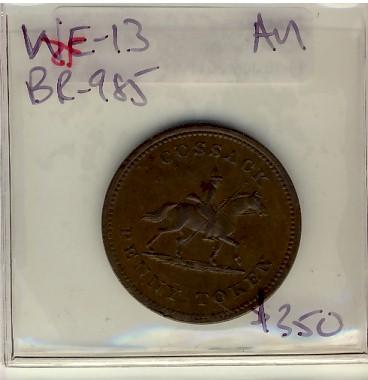 WE-13 AU
BR-985
COSSACK
PENNY TOKEN
$350